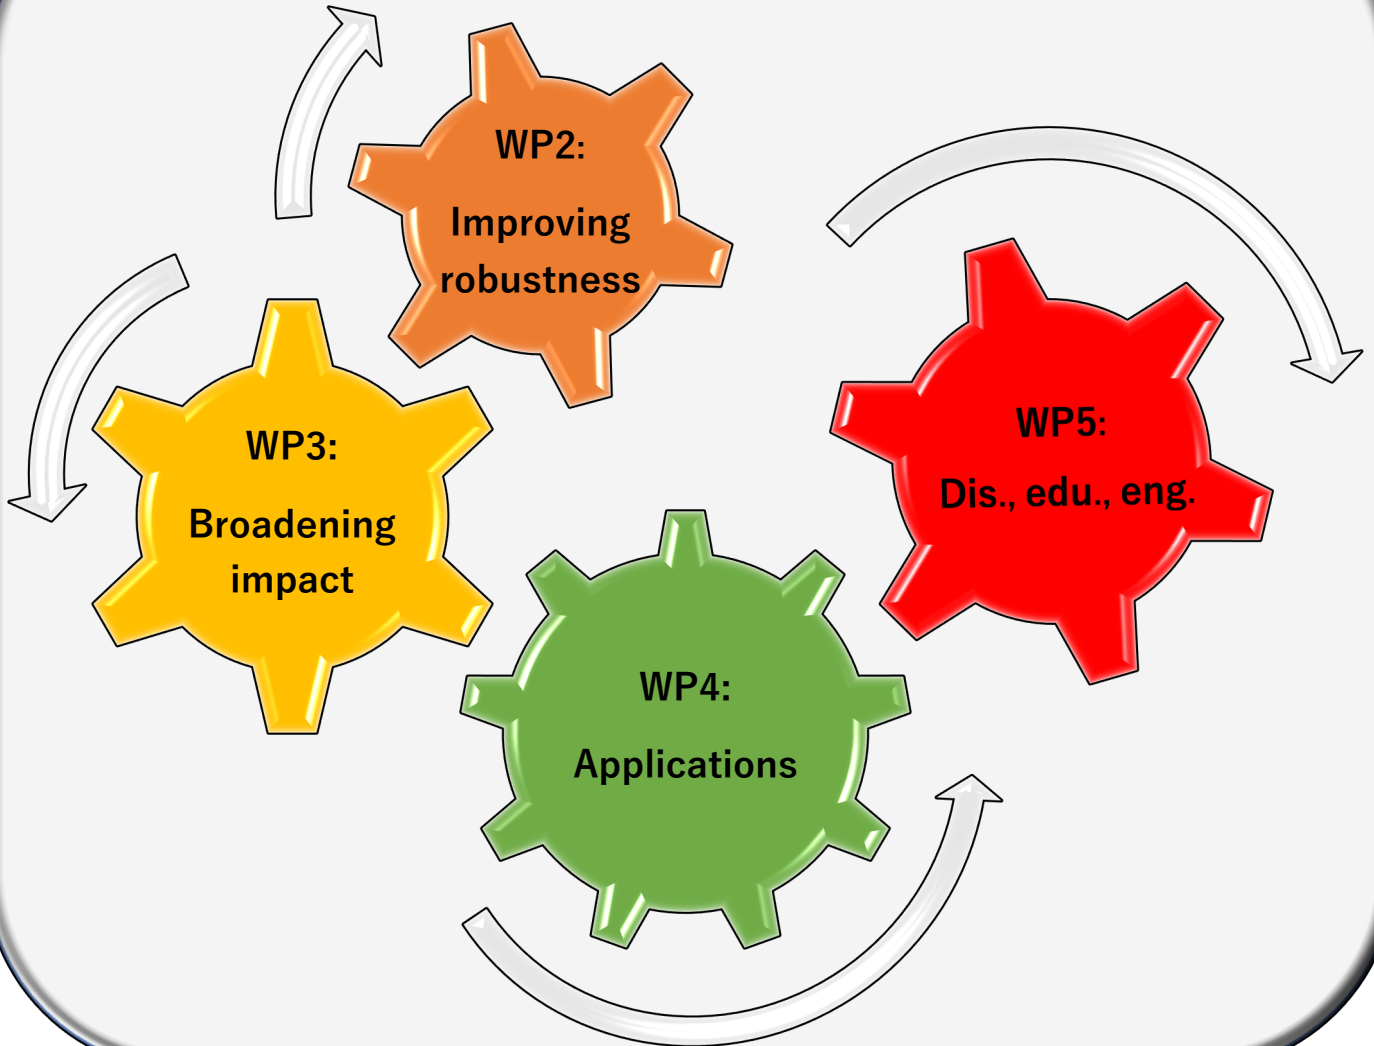 WP2:
Improving
robustness
WP3:
Broadening
impact
WP4:
Applications
WP5:
Dis., edu., eng.